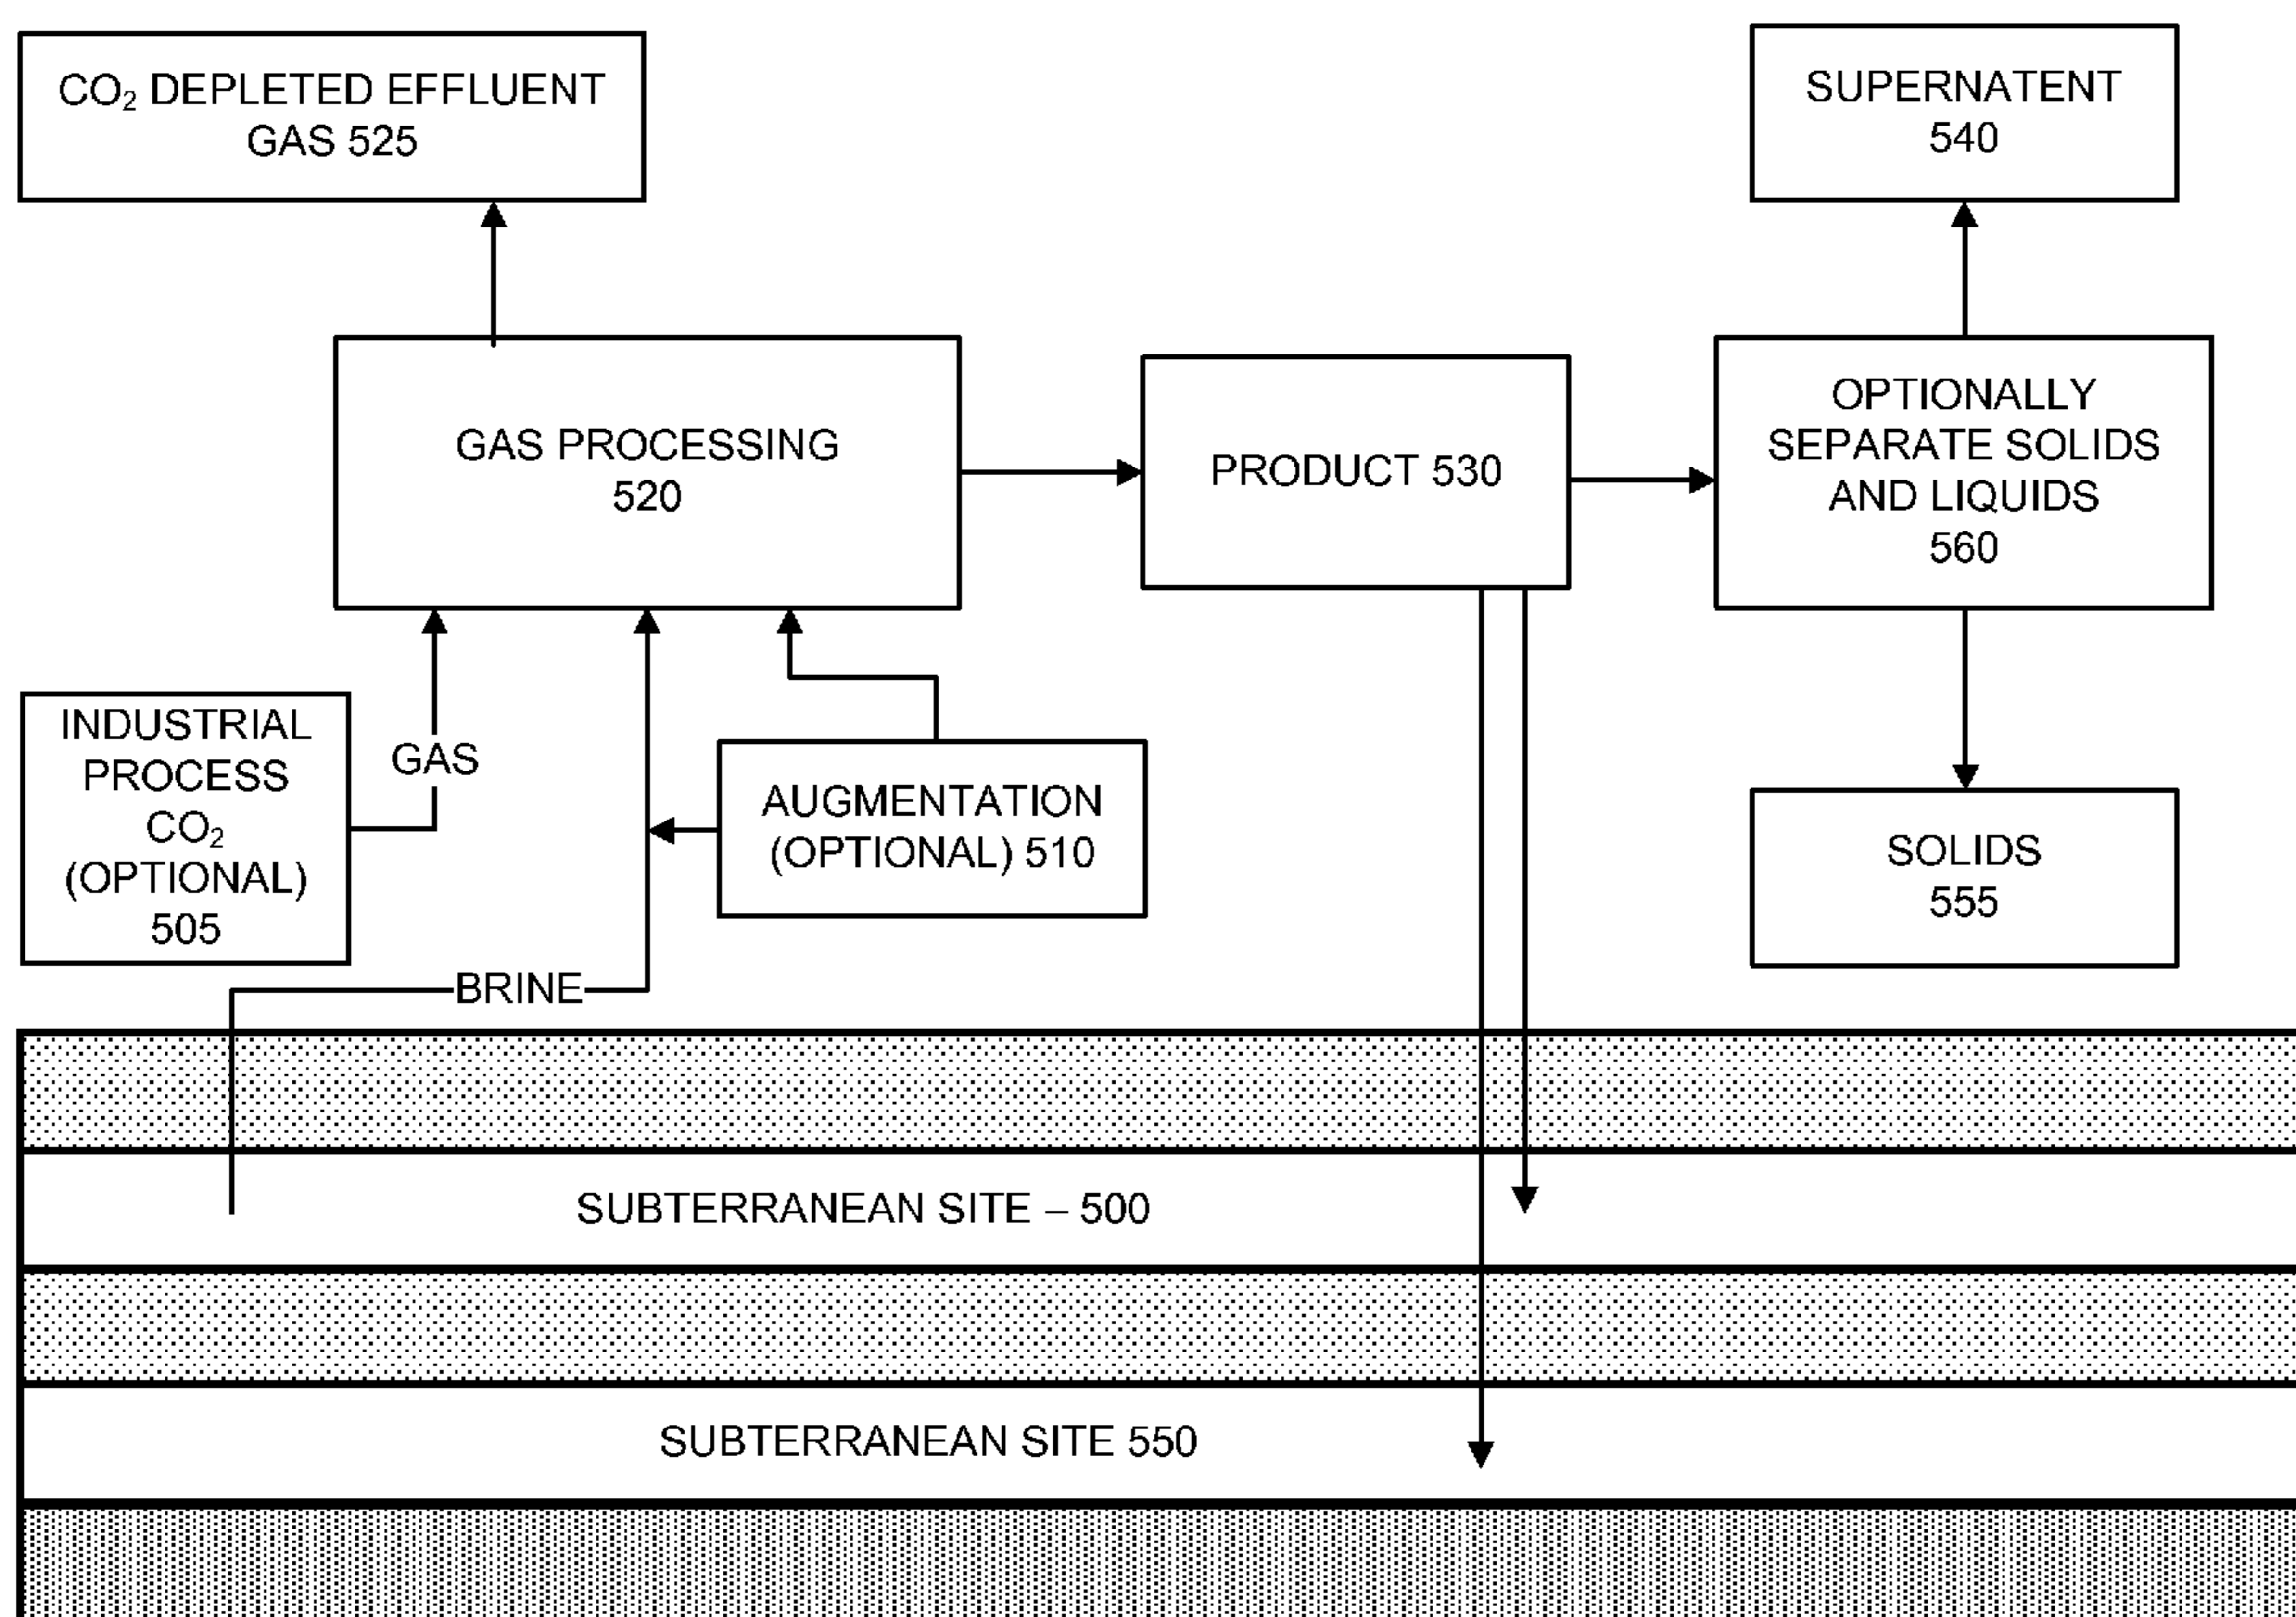 CO₂ DEPLETED EFFLUENT
GAS 525
SUPERNATENT
540
GAS PROCESSING
520
PRODUCT 530
OPTIONALLY
SEPARATE SOLIDS
AND LIQUIDS
560
INDUSTRIAL
PROCESS
CO₂
(OPTIONAL)
505
GAS
AUGMENTATION
(OPTIONAL) 510
SOLIDS
555
BRINE
SUBTERRANEAN SITE – 500
SUBTERRANEAN SITE 550